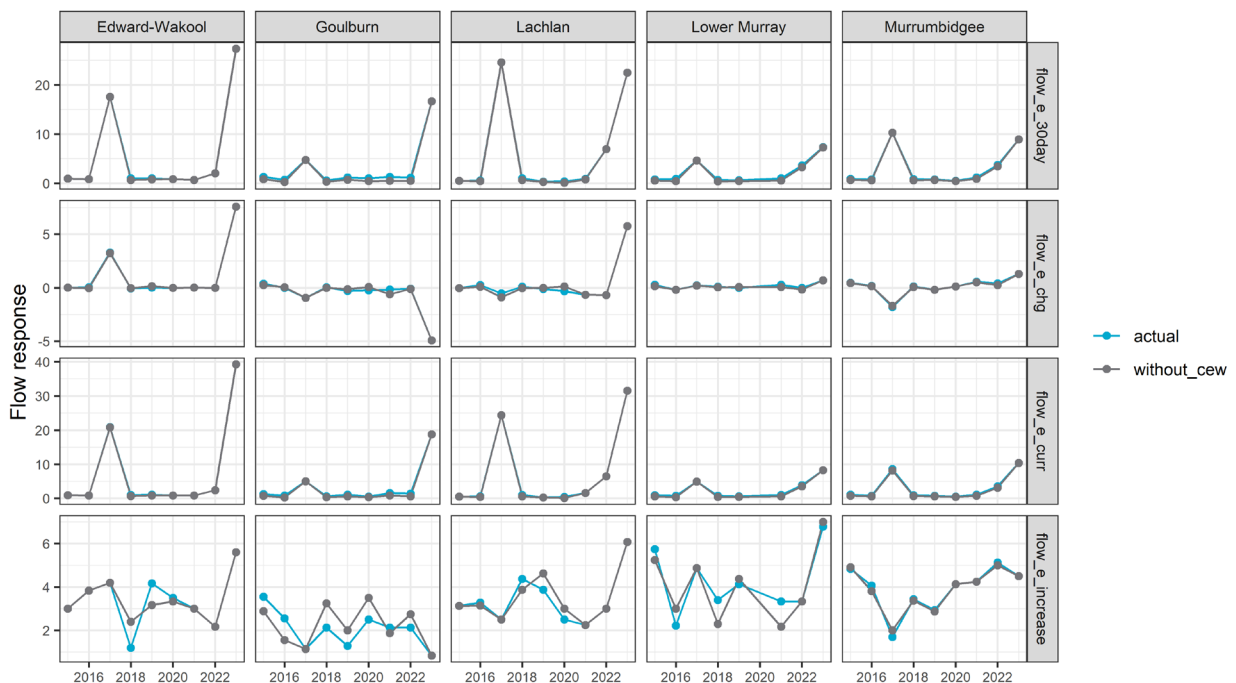 Edward-Wakool Goulburn Lachlan Lower Murray Murrumbidgee
20
10
0
flow_e_30day
5
0
-5
flow_e_chg
Flow response
40
30
20
10
0
flow_e_curr
6
4
2
flow_e_increase
2016 2018 2020 2022 2016 2018 2020 2022 2016 2018 2020 2022 2016 2018 2020 2022 2016 2018 2020 2022
actual
without_cew